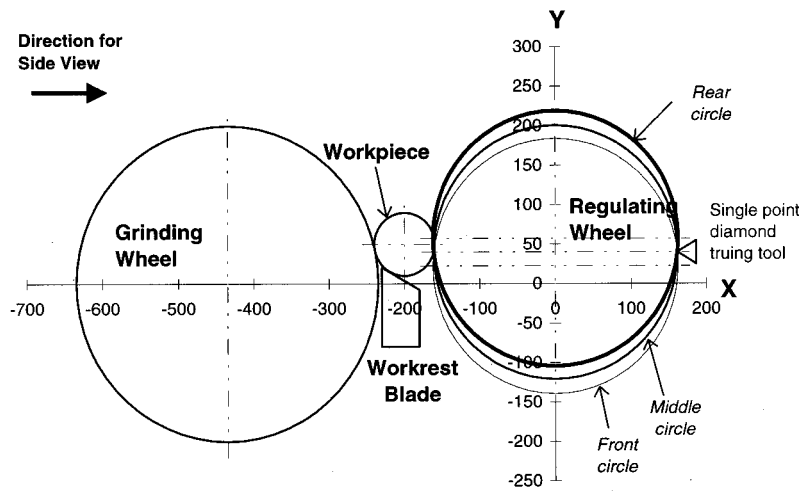 Direction for
Side View
Y
300
250
200
150
100
50
0
-50
-100
-150
-200
-250
Rear
circle
Workpiece
Grinding
Wheel
Regulating
Wheel
Single point
diamond
truing tool
X
-700 -600 -500 -400 -300 -200 -100 0 100 200
Workrest
Blade
Middle
circle
Front
circle